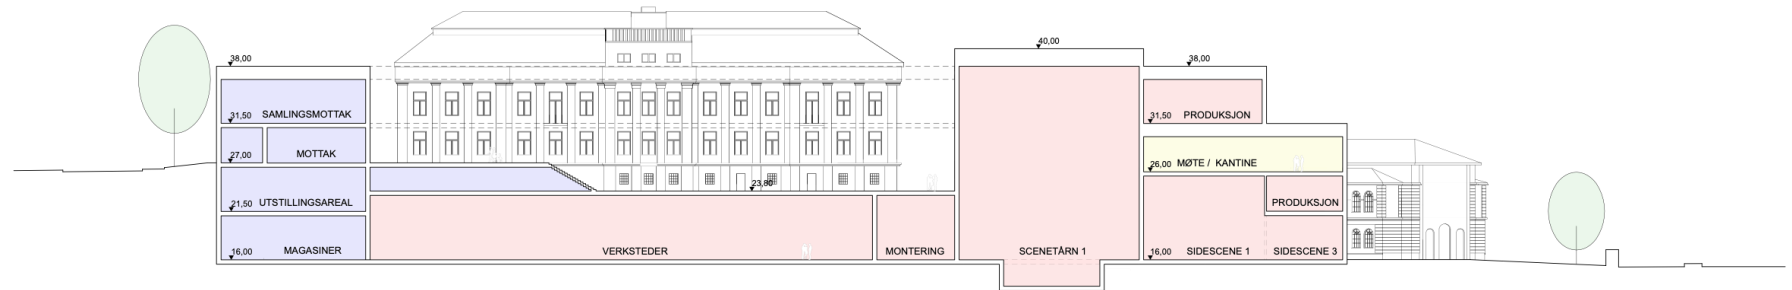 40,00
38,00
38,00
31,50 SAMLINGSMOTTAK
31,50 PRODUKSJON
27,00 MOTTAK
26,00 MØTE / KANTINE
23,80
21,50 UTSTILLINGSAREAL
PRODUKSJON
16,00 MAGASINER
VERKSTEDER
MONTERING
SCENETÅRN 1
16,00 SIDESCENE 1
SIDESCENE 3